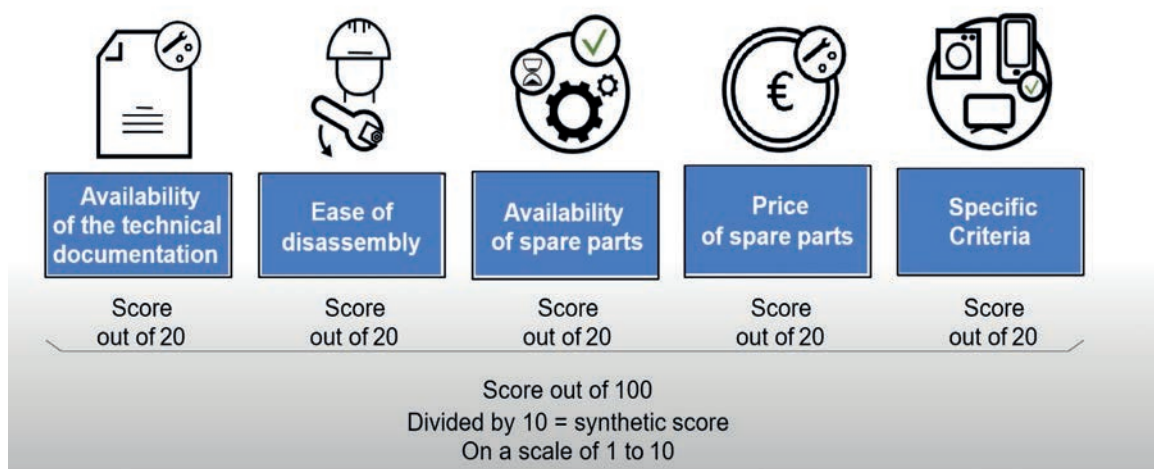 Availability
of the technical
documentation
Ease of
disassembly
Availability
of spare parts
€
Price
of spare parts
Specific
Criteria
Score
out of 20
Score
out of 20
Score
out of 20
Score
out of 20
Score
out of 20
Score out of 100
Divided by 10 = synthetic score
On a scale of 1 to 10